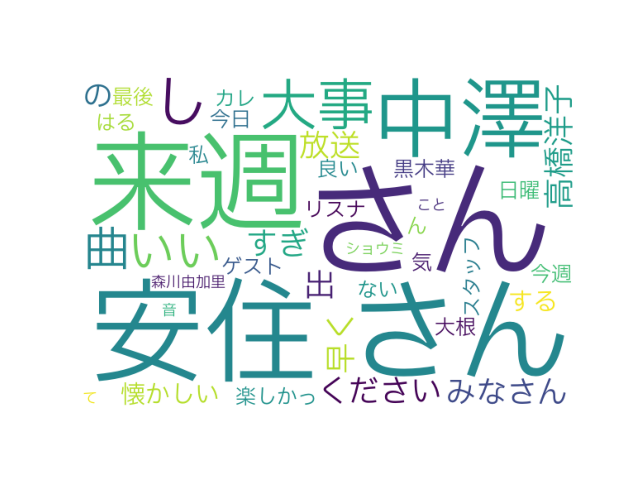 の
最後
し
カレ
今日
はる
大事
中澤
高橋洋子
来週
私
放送
良い
黒木華
日曜
さん
リスナ
こと
ん
曲
いい
すぎ
ショウミ
スタッフ
ゲスト
気
今週
森川由加里
出
ない
安住
さん
音
早く
大根
する
て
懐かしい
楽しかっ
ください
みなさん